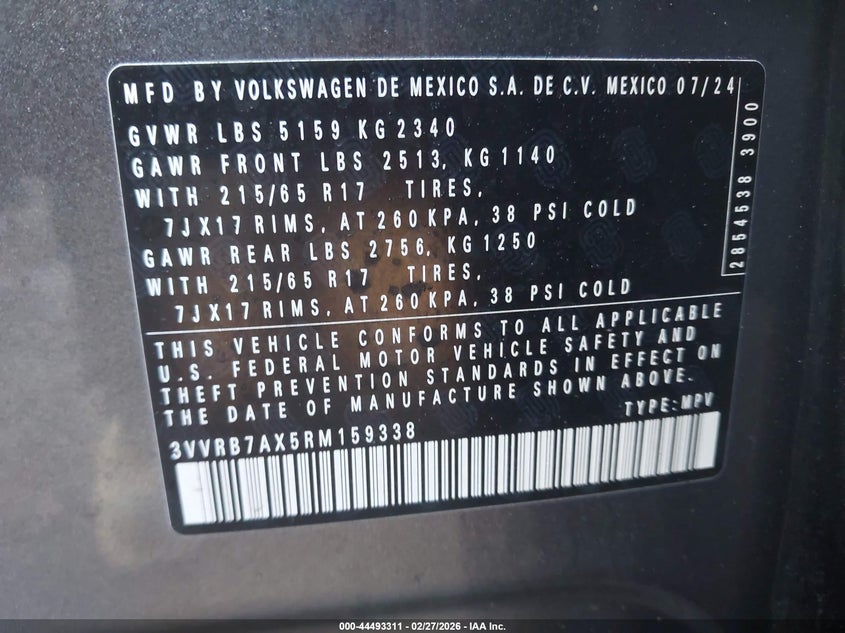 MFD BY VOLKSWAGEN DE MEXICO S.A. DE C.V. MEXICO 07/24
GVWR LBS 5159 KG 2340
GAWR FRONT LBS 2513, KG 1140
WITH 215/65 R17 TIRES,
7JX17 RIMS, AT 260 KPA, 38 PSI COLD
GAWR REAR LBS 2756, KG 1250
WITH 215/65 R17 TIRES,
7JX17 RIMS, AT 260 KPA, 38 PSI COLD
THIS VEHICLE CONFORMS TO ALL APPLICABLE
U.S. FEDERAL MOTOR VEHICLE SAFETY AND
THEFT PREVENTION STANDARDS IN EFFECT ON
THE DATE OF MANUFACTURE SHOWN ABOVE.
TYPE: MPV
3VVRB7AX5RM159338
2854538 3900
000-44493311 - 02/27/2026 - IAA Inc.